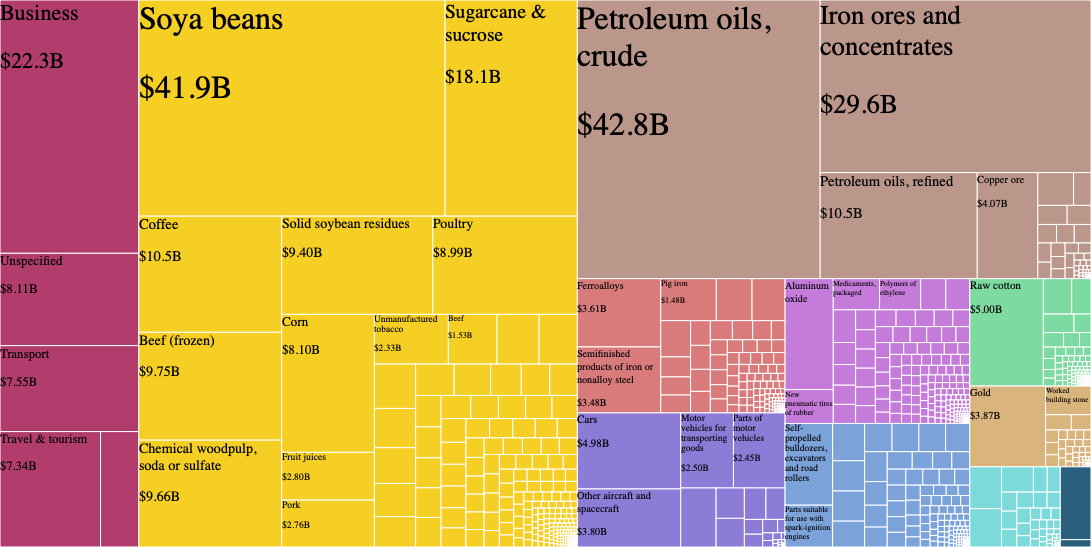 Business
$22.3B
Unspecified
$8.11B
Transport
$7.55B
Travel & tourism
$7.34B
Soya beans
$41.9B
Sugarcane &
sucrose
$18.1B
Coffee
$10.5B
Beef (frozen)
$9.75B
Chemical woodpulp,
soda or sulfate
$9.66B
Solid soybean residues
$9.40B
Poultry
$8.99B
Corn
$8.10B
Unmanufactured
tobacco
$2.33B
Beef
$1.53B
Fruit juices
$2.80B
Pork
$2.76B
Petroleum oils,
crude
$42.8B
Iron ores and
concentrates
$29.6B
Petroleum oils, refined
$10.5B
Copper ore
$4.07B
Ferroalloys
$3.61B
Pig iron
$1.48B
Semifinished
products of iron or
nonalloy steel
$3.48B
Aluminum
oxide
Medicaments,
packaged
Polymers of
ethylene
New
pneumatic tires
of rubber
Raw cotton
$5.00B
Gold
$3.87B
Worked
building stone
Cars
$4.98B
Motor
vehicles for
transporting
goods
$2.50B
Parts of
motor
vehicles
$2.45B
Other aircraft and
spacecraft
$3.80B
Self-
propelled
bulldozers,
excavators
and road
rollers
Parts suitable
for use with
spark-ignition
engines